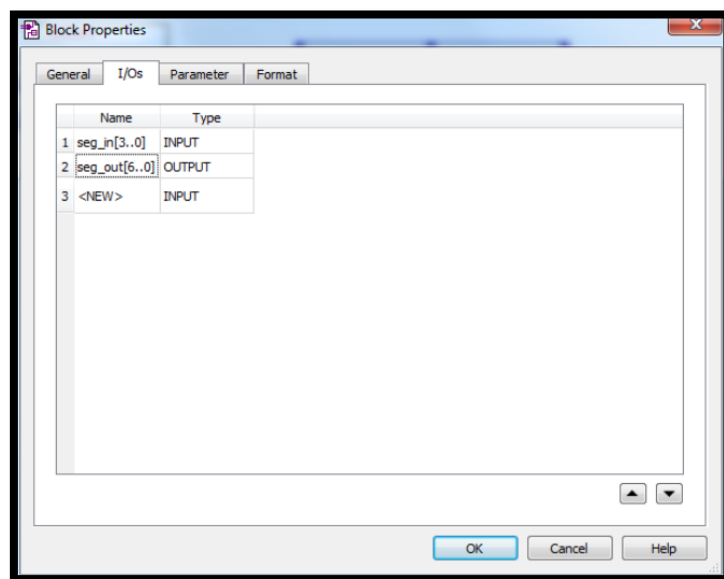 Block Properties
General I/Os Parameter Format
Name Type
1 seg_in[3..0] INPUT
2 seg_out[6..0] OUTPUT
3 <NEW> INPUT
OK Cancel Help